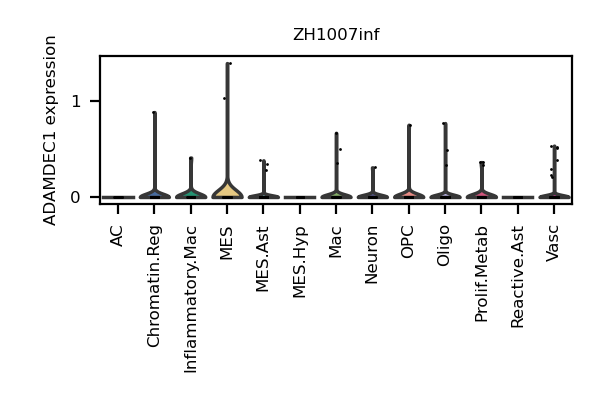 ZH1007inf
ADAMDEC1 expression
1
0
AC
Chromatin.Reg
Inflammatory.Mac
MES
MES.Ast
MES.Hyp
Mac
Neuron
OPC
Oligo
Prolif.Metab
Reactive.Ast
Vasc